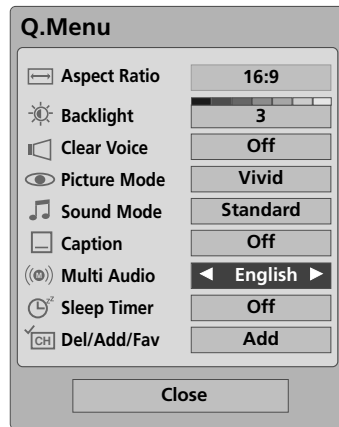 Q.Menu
Aspect Ratio 16:9
Backlight 3
Clear Voice Off
Picture Mode Vivid
Sound Mode Standard
Caption Off
Multi Audio ◀ English ▶
Sleep Timer Off
CH Del/Add/Fav Add
Close